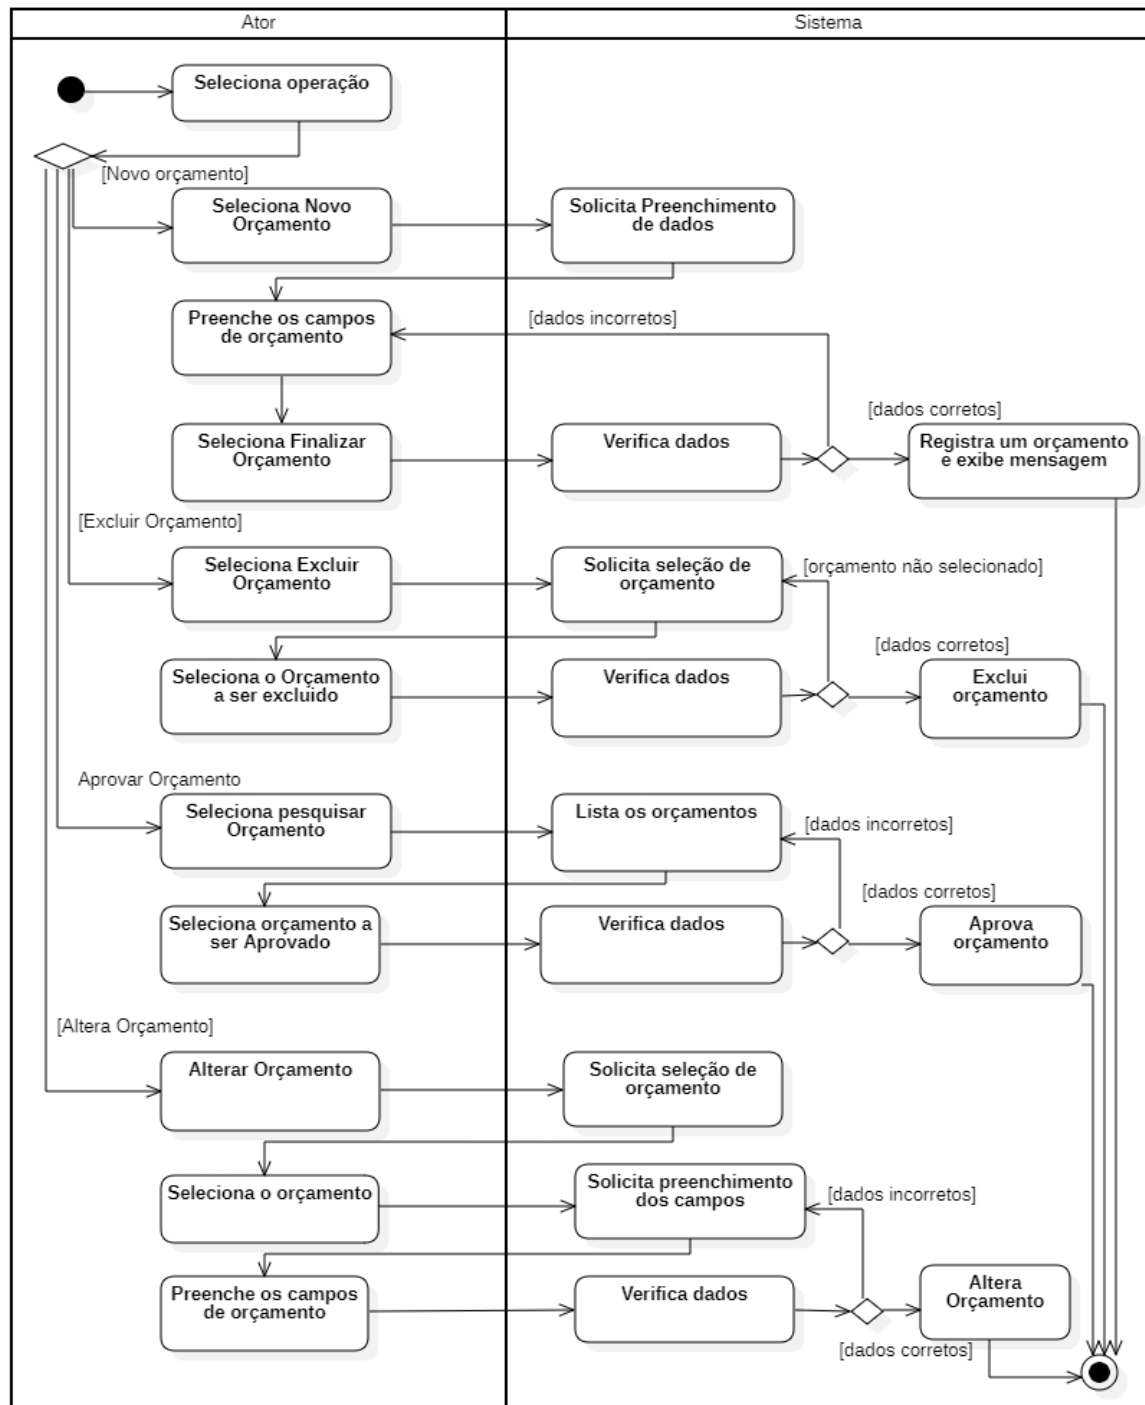 Ator
Sistema
Seleciona operação
[Novo orçamento]
Seleciona Novo
Orçamento
Solicita Preenchimento
de dados
Preenche os campos
de orçamento
[dados incorretos]
[dados corretos]
Seleciona Finalizar
Orçamento
Verifica dados
Registra um orçamento
e exibe mensagem
[Excluir Orçamento]
Seleciona Excluir
Orçamento
Solicita seleção de
orçamento
[orçamento não selecionado]
[dados corretos]
Seleciona o Orçamento
a ser excluido
Verifica dados
Exclui
orçamento
Aprovar Orçamento
Seleciona pesquisar
Orçamento
Lista os orçamentos
[dados incorretos]
[dados corretos]
Seleciona orçamento a
ser Aprovado
Verifica dados
Aprova
orçamento
[Altera Orçamento]
Alterar Orçamento
Solicita seleção de
orçamento
Seleciona o orçamento
Solicita preenchimento
dos campos
[dados incorretos]
Preenche os campos
de orçamento
Verifica dados
Altera
Orçamento
[dados corretos]